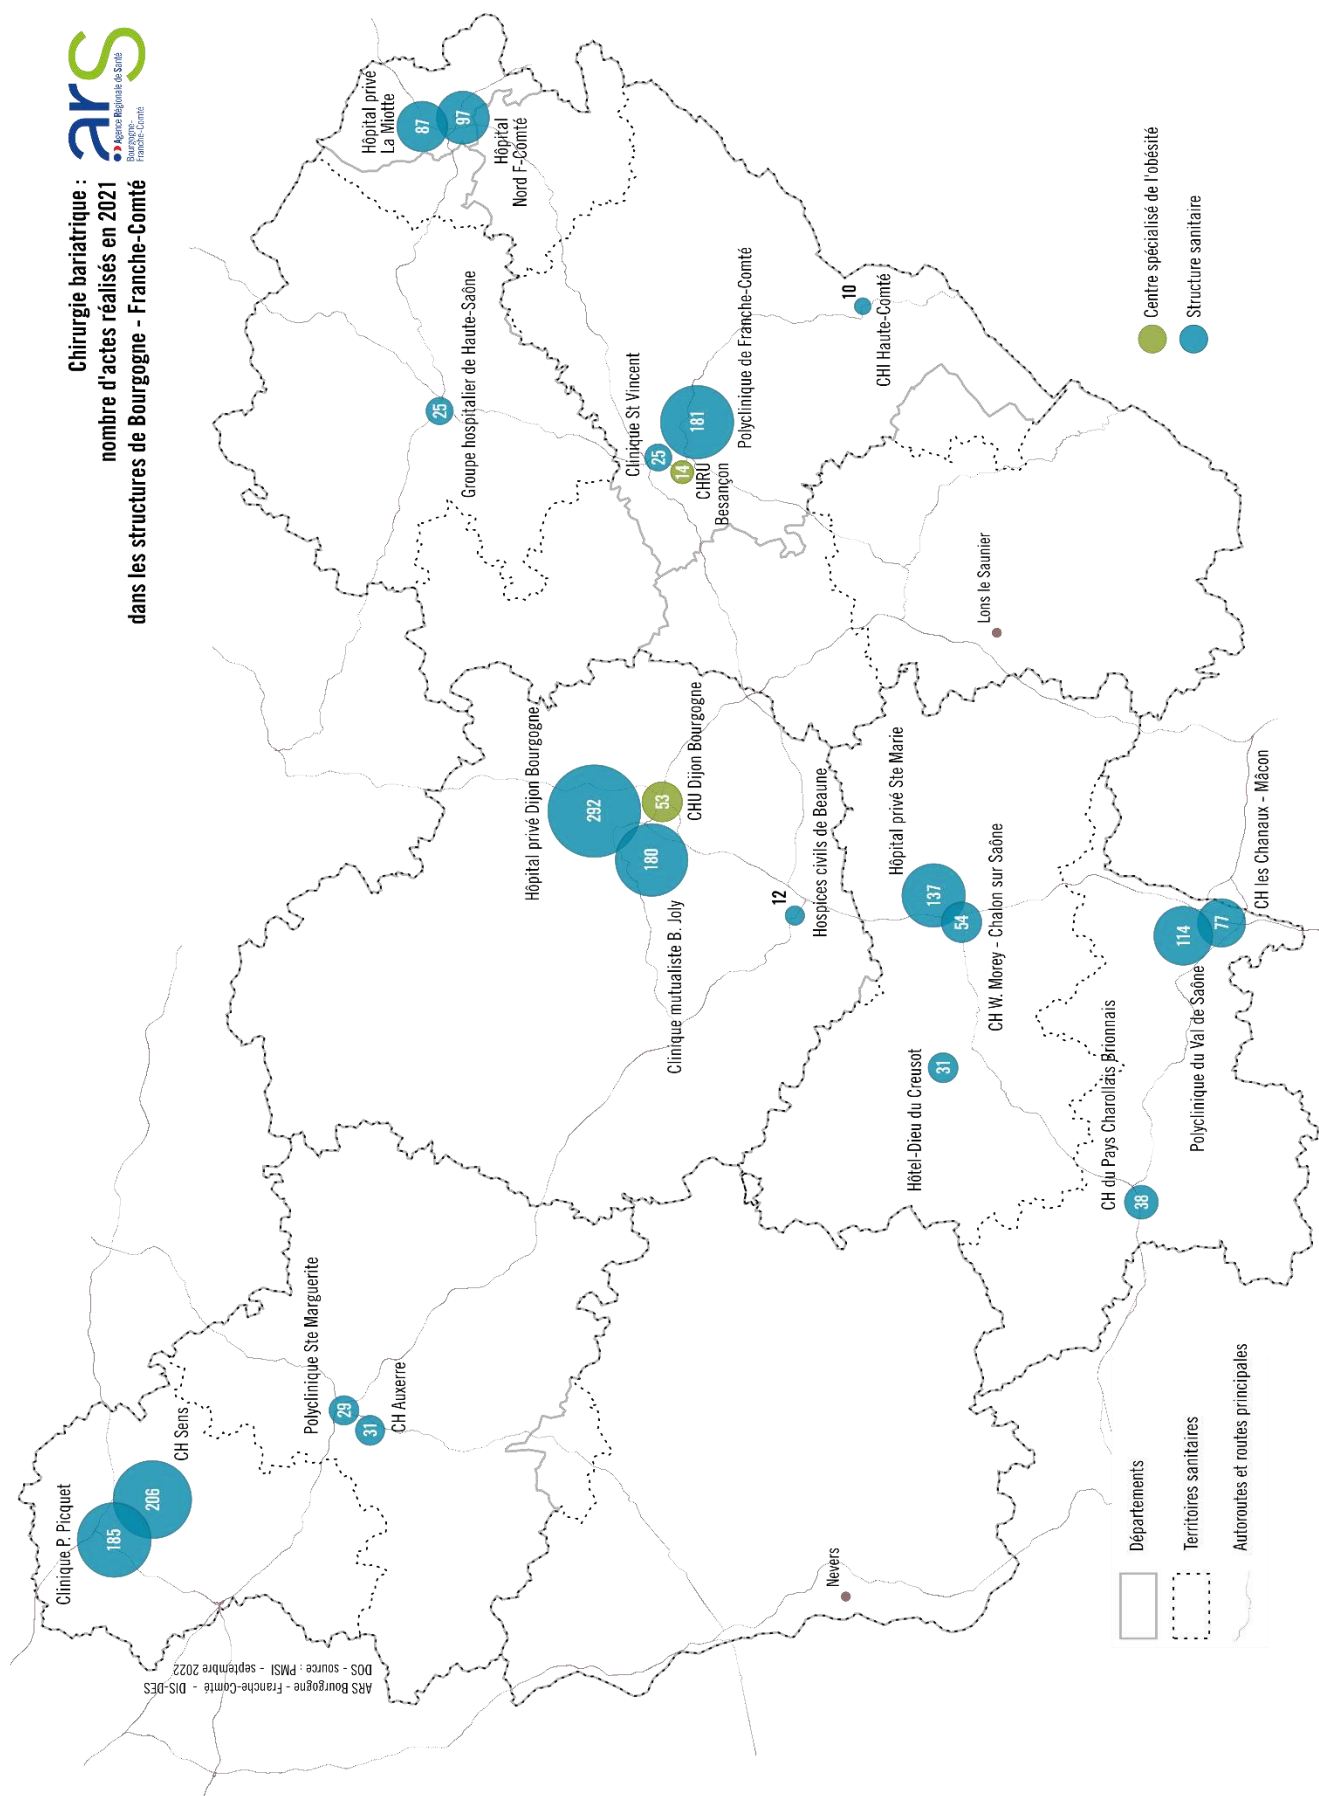 Chirurgie bariatrique :
nombre d'actes réalisés en 2021
dans les structures de Bourgogne - Franche-Comté
ars
Agence Régionale de Santé
Bourgogne-
Franche-Comté
Clinique P. Picquet
185
206
CH Sens
Polyclinique Ste Marguerite
29
31
CH Auxerre
Hôpital privé Dijon Bourgogne
292
180
53
CHU Dijon Bourgogne
Clinique mutualiste B. Joly
12
Hospices civils de Beaune
Groupe hospitalier de Haute-Saône
25
Hôpital privé
La Miotte
87
97
Hôpital
Nord F-Comté
Clinique St Vincent
25
14
CHRU
Besançon
181
Polyclinique de Franche-Comté
10
CHI Haute-Comté
Lons le Saunier
Nevers
Hôtel-Dieu du Creusot
31
Hôpital privé Ste Marie
137
54
CH W. Morey - Chalon sur Saône
CH du Pays Charollais Brionnais
38
114
77
Polyclinique du Val de Saône
CH les Chanaux - Mâcon
Centre spécialisé de l'obésité
Structure sanitaire
Départements
Territoires sanitaires
Autoroutes et routes principales
ARS Bourgogne - Franche-Comté - DIS-DES
DOS - source : PMSI - septembre 2022